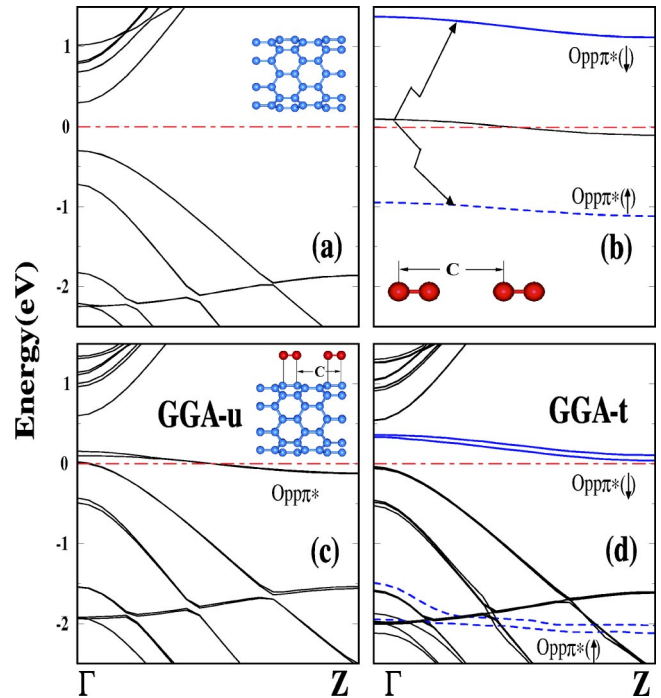 Energy(eV)
1
0
-1
-2
(a)
Oppπ*(↓)
Oppπ*(↑)
C
(b)
1
0
-1
-2
GGA-u
C
Oppπ*
(c)
GGA-t
Oppπ*(↓)
(d)
Oppπ*(↑)
Γ
Z
Γ
Z